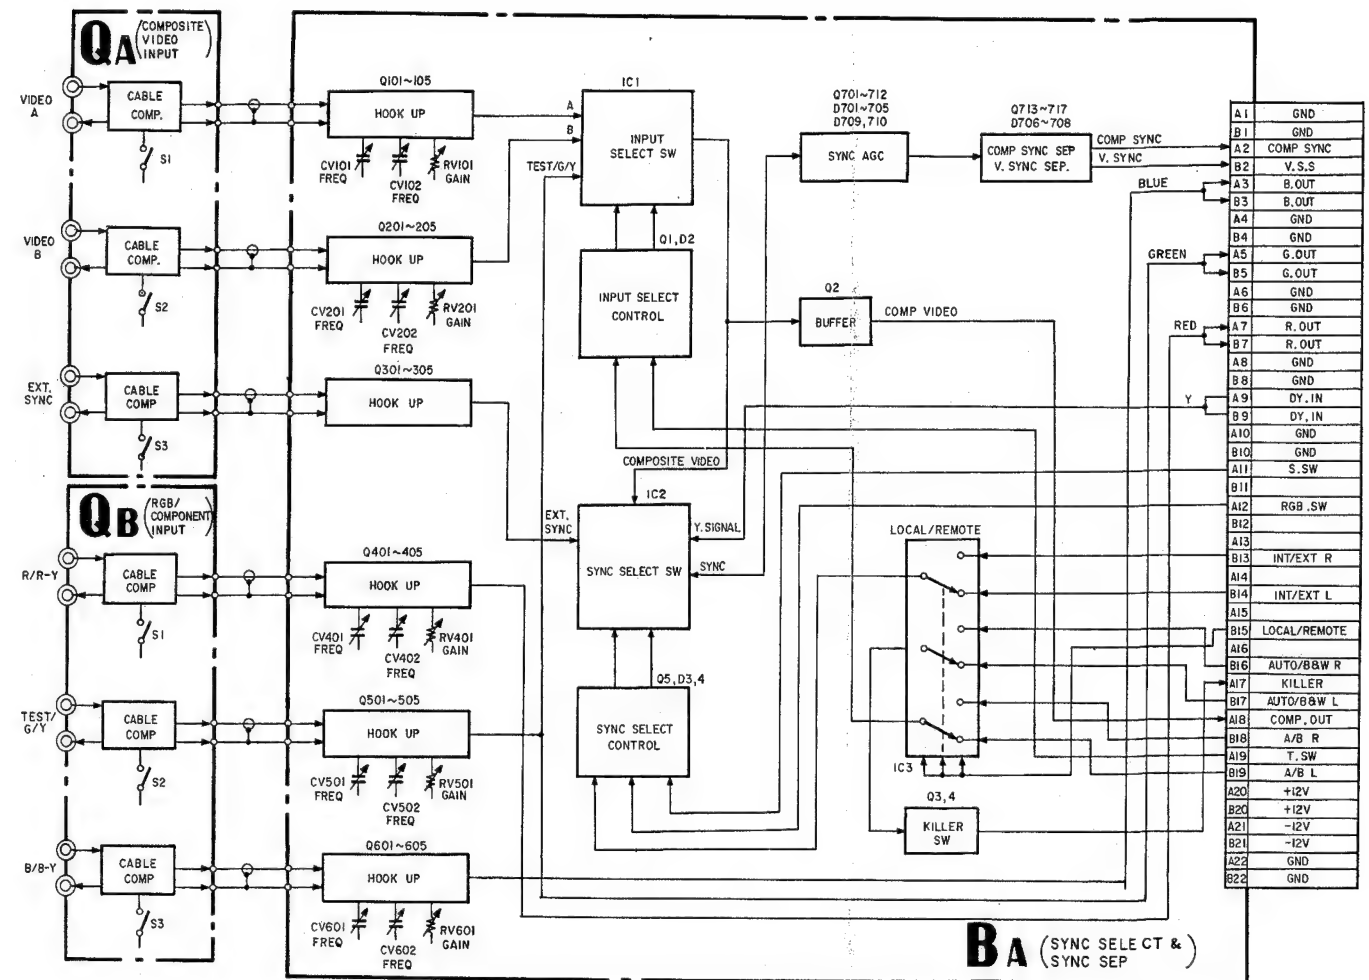 QA (COMPOSITE VIDEO INPUT)
VIDEO A
CABLE COMP.
S1
VIDEO B
CABLE COMP.
S2
EXT. SYNC
CABLE COMP
S3
QB (RGB/ COMPONENT INPUT)
R/R-Y
CABLE COMP
S1
TEST/ G/Y
CABLE COMP
S2
B/B-Y
CABLE COMP
S3
Q101~105
HOOK UP
CV101 FREQ
CV102 FREQ
RV101 GAIN
Q201~205
HOOK UP
CV201 FREQ
CV202 FREQ
RV201 GAIN
Q301~305
HOOK UP
Q401~405
HOOK UP
CV401 FREQ
CV402 FREQ
RV401 GAIN
Q501~505
HOOK UP
CV501 FREQ
CV502 FREQ
RV501 GAIN
Q601~605
HOOK UP
CV601 FREQ
CV602 FREQ
RV601 GAIN
A
B
TEST/G/Y
IC1
INPUT SELECT SW
Q1,D2
INPUT SELECT CONTROL
COMPOSITE VIDEO
IC2
EXT. SYNC
SYNC SELECT SW
Y.SIGNAL
SYNC
Q5,D3,4
SYNC SELECT CONTROL
Q701~712
D701~705
D709,710
SYNC AGC
Q713~717
D706~708
COMP SYNC SEP
V. SYNC SEP.
COMP SYNC
V. SYNC
Q2
BUFFER
COMP VIDEO
BLUE
GREEN
RED
Y
LOCAL/REMOTE
IC3
Q3,4
KILLER SW
A1 GND
B1 GND
A2 COMP SYNC
B2 V.S.S
A3 B.OUT
B3 B.OUT
A4 GND
B4 GND
A5 G.OUT
B5 G.OUT
A6 GND
B6 GND
A7 R.OUT
B7 R.OUT
A8 GND
B8 GND
A9 DY.IN
B9 DY.IN
A10 GND
B10 GND
A11 S.SW
B11
A12 RGB.SW
B12
A13
B13 INT/EXT R
A14
B14 INT/EXT L
A15
B15 LOCAL/REMOTE
A16
B16 AUTO/B&W R
A17 KILLER
B17 AUTO/B&W L
A18 COMP.OUT
B18 A/B R
A19 T.SW
B19 A/B L
A20 +12V
B20 +12V
A21 -12V
B21 -12V
A22 GND
B22 GND
BA (SYNC SELECT & SYNC SEP)